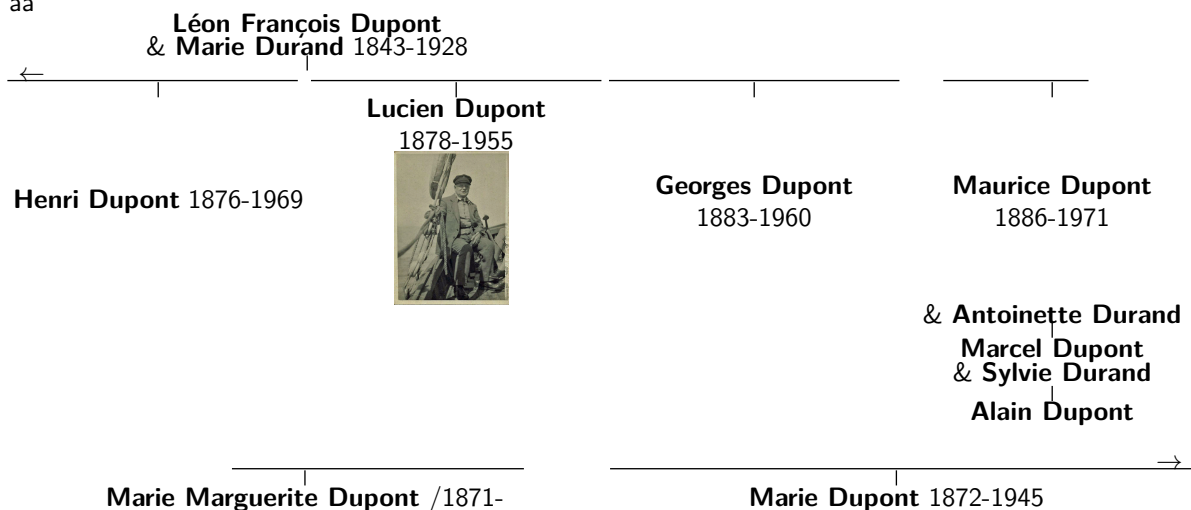 aa
Léon François Dupont
& Marie Durand 1843-1928
←
Lucien Dupont
1878-1955
Henri Dupont 1876-1969
Georges Dupont
1883-1960
Maurice Dupont
1886-1971
& Antoinette Durand
Marcel Dupont
& Sylvie Durand
Alain Dupont
→
Marie Marguerite Dupont /1871-
Marie Dupont 1872-1945